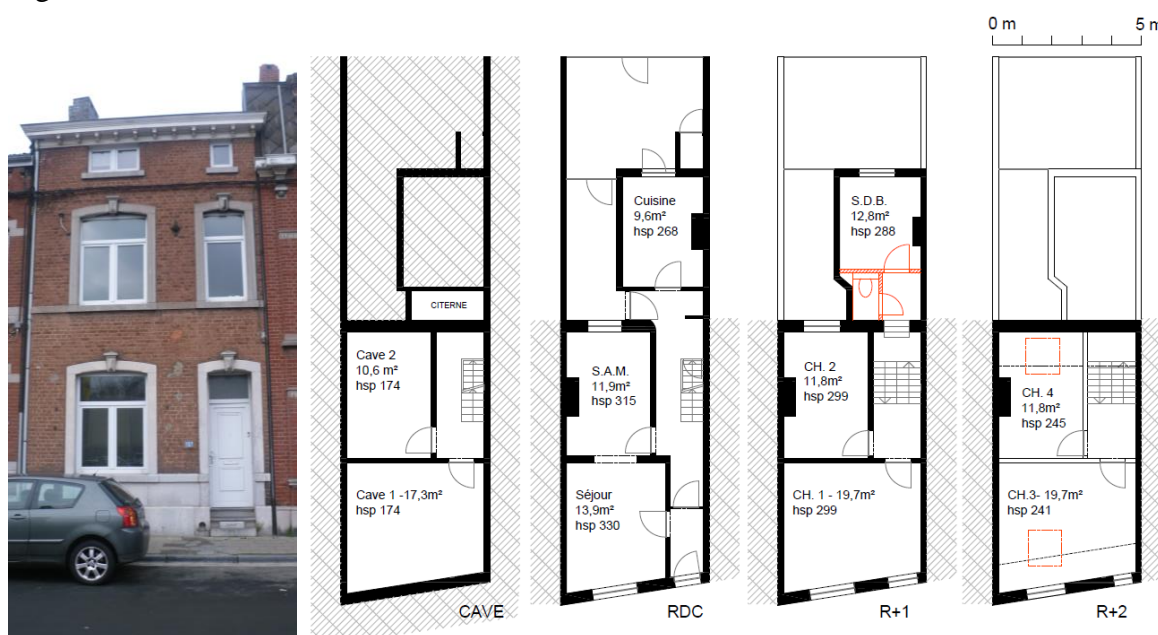 0 m 5 m
CITERNE
Cave 2
10,6 m²
hsp 174
Cave 1 -17,3m²
hsp 174
CAVE
Cuisine
9,6m²
hsp 268
S.A.M.
11,9m²
hsp 315
Séjour
13,9m²
hsp 330
RDC
S.D.B.
12,8m²
hsp 288
CH. 2
11,8m²
hsp 299
CH. 1 - 19,7m²
hsp 299
R+1
CH. 4
11,8m²
hsp 245
CH.3- 19,7m²
hsp 241
R+2